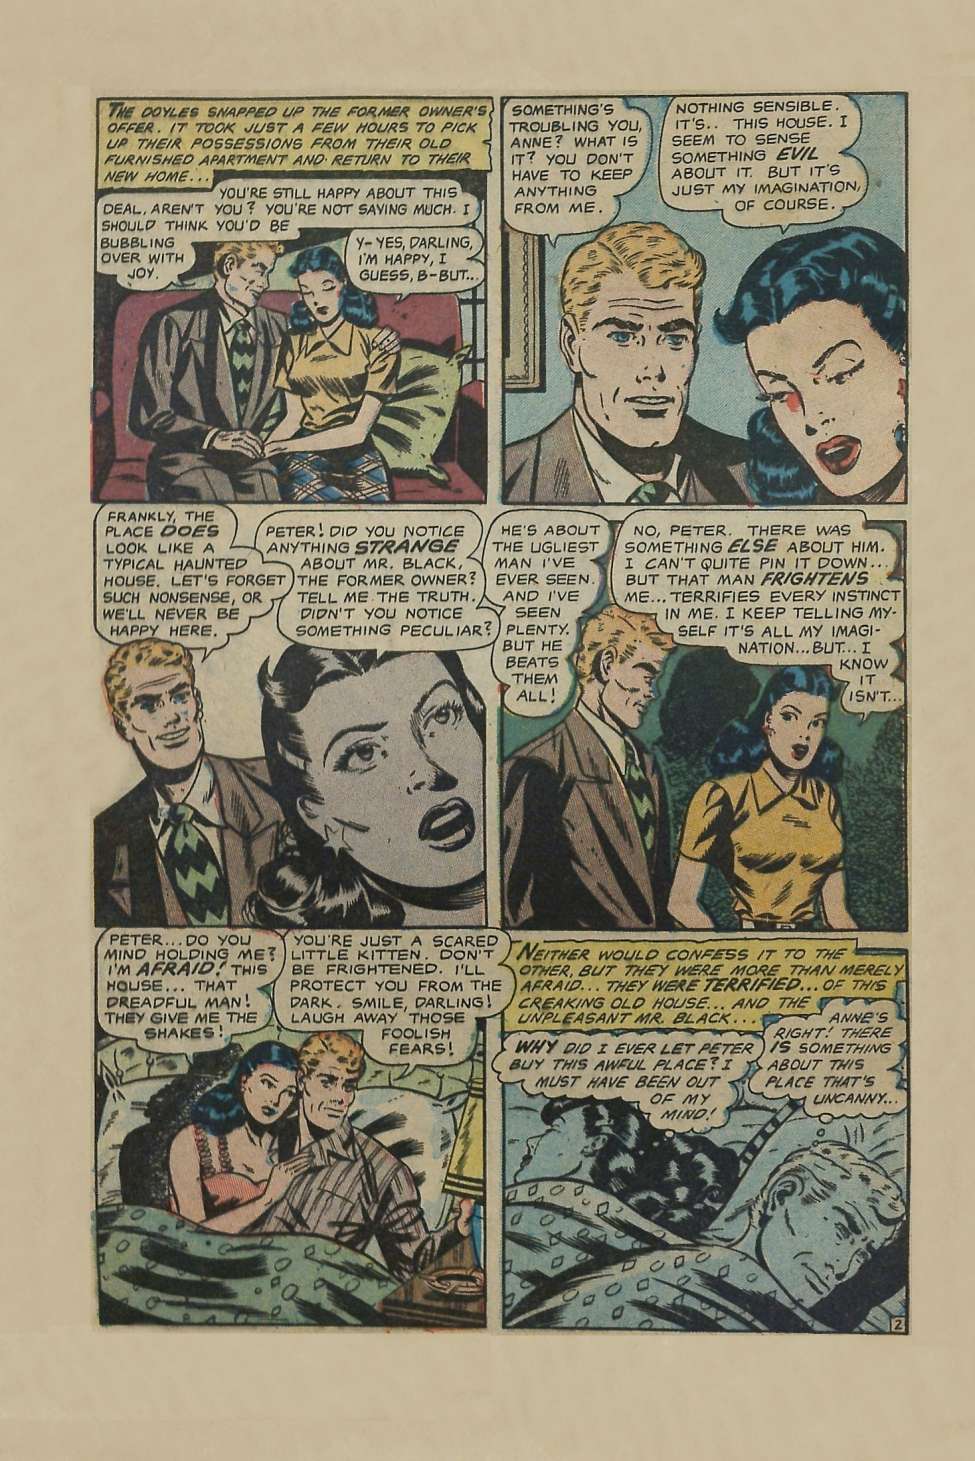 THE DOYLES SNAPPED UP THE FORMER OWNER'S
OFFER. IT TOOK JUST A FEW HOURS TO PICK
UP THEIR POSSESSIONS FROM THEIR OLD
FURNISHED APARTMENT AND RETURN TO THEIR
NEW HOME...
YOU'RE STILL HAPPY ABOUT THIS
DEAL, AREN'T YOU? YOU'RE NOT SAYING MUCH. I
SHOULD THINK YOU'D BE
BUBBLING
OVER WITH
JOY.
Y-YES, DARLING,
I'M HAPPY, I
GUESS, B-BUT...
SOMETHING'S
TROUBLING YOU,
ANNE? WHAT IS
IT? YOU DON'T
HAVE TO KEEP
ANYTHING
FROM ME.
NOTHING SENSIBLE.
IT'S.. THIS HOUSE. I
SEEM TO SENSE
SOMETHING EVIL
ABOUT IT. BUT IT'S
JUST MY IMAGINATION,
OF COURSE.
FRANKLY, THE
PLACE DOES
LOOK LIKE A
TYPICAL HAUNTED
HOUSE. LET'S FORGET
SUCH NONSENSE, OR
WE'LL NEVER BE
HAPPY HERE.
PETER! DID YOU NOTICE
ANYTHING STRANGE
ABOUT MR. BLACK,
THE FORMER OWNER?
TELL ME THE TRUTH.
DIDN'T YOU NOTICE
SOMETHING PECULIAR?
HE'S ABOUT
THE UGLIEST
MAN I'VE
EVER SEEN.
AND I'VE
SEEN
PLENTY.
BUT HE
BEATS
THEM
ALL!
NO, PETER. THERE WAS
SOMETHING ELSE ABOUT HIM.
I CAN'T QUITE PIN IT DOWN...
BUT THAT MAN FRIGHTENS
ME... TERRIFIES EVERY INSTINCT
IN ME. I KEEP TELLING MY-
SELF IT'S ALL MY IMAGI-
NATION... BUT... I
KNOW
IT
ISN'T...
PETER... DO YOU
MIND HOLDING ME?
I'M AFRAID! THIS
HOUSE... THAT
DREADFUL MAN!
THEY GIVE ME THE
SHAKES!
YOU'RE JUST A SCARED
LITTLE KITTEN. DON'T
BE FRIGHTENED. I'LL
PROTECT YOU FROM THE
DARK. SMILE, DARLING!
LAUGH AWAY THOSE
FOOLISH
FEARS!
NEITHER WOULD CONFESS IT TO THE
OTHER, BUT THEY WERE MORE THAN MERELY
AFRAID... THEY WERE TERRIFIED... OF THIS
CREAKING OLD HOUSE... AND THE
UNPLEASANT MR. BLACK...
WHY DID I EVER LET PETER
BUY THIS AWFUL PLACE? I
MUST HAVE BEEN OUT
OF MY
MIND!
ANNE'S
RIGHT! THERE
IS SOMETHING
ABOUT THIS
PLACE THAT'S
UNCANNY...
2